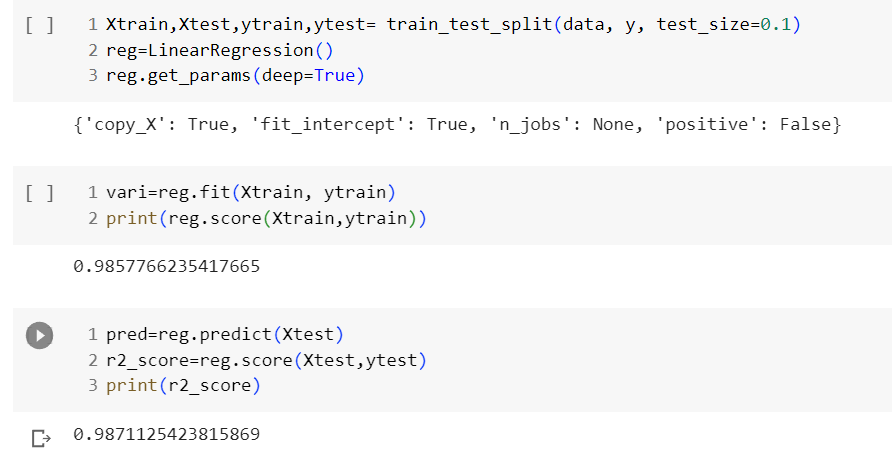 [ ] 1 Xtrain,Xtest,ytrain,ytest= train_test_split(data, y, test_size=0.1)
2 reg=LinearRegression()
3 reg.get_params(deep=True)
{'copy_X': True, 'fit_intercept': True, 'n_jobs': None, 'positive': False}
[ ] 1 vari=reg.fit(Xtrain, ytrain)
2 print(reg.score(Xtrain,ytrain))
0.9857766235417665
1 pred=reg.predict(Xtest)
2 r2_score=reg.score(Xtest,ytest)
3 print(r2_score)
0.9871125423815869